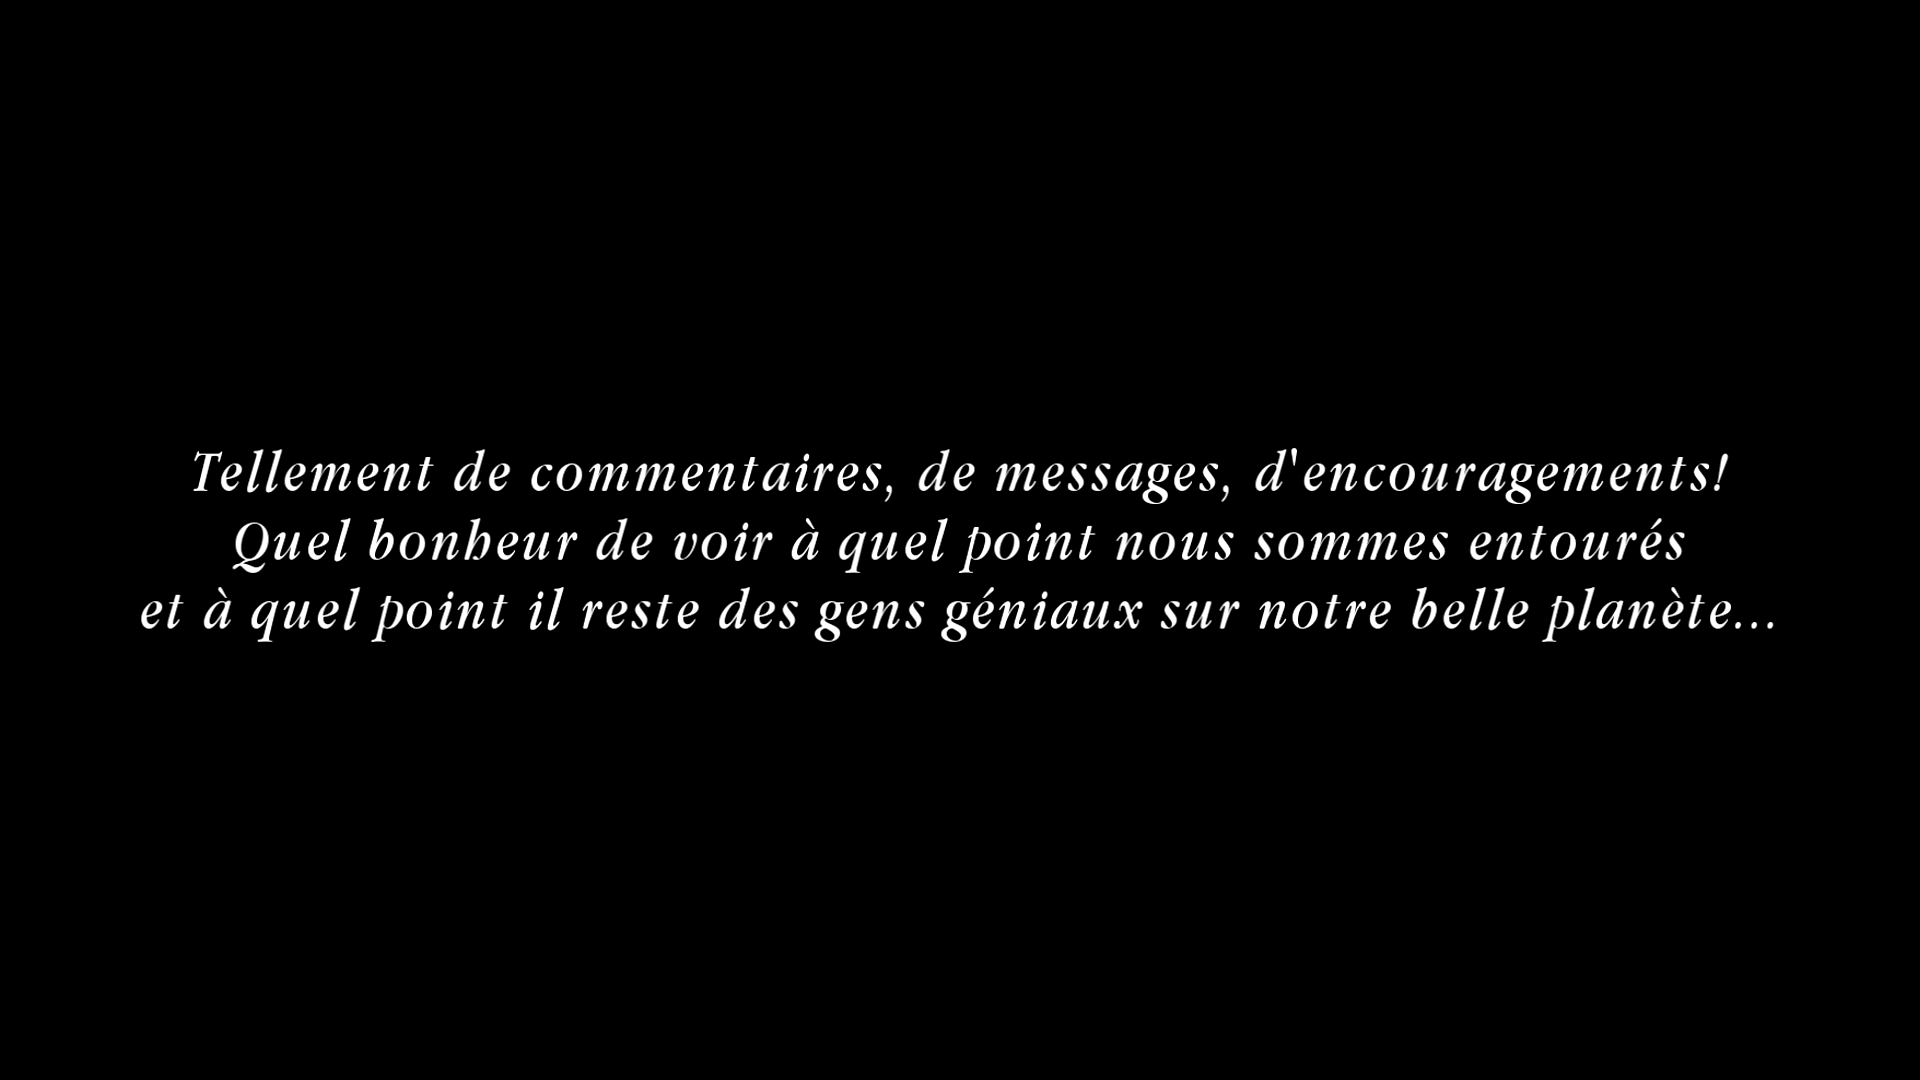 Tellement de commentaires, de messages, d'encouragements!
Quel bonheur de voir à quel point nous sommes entourés
et à quel point il reste des gens géniaux sur notre belle planète...